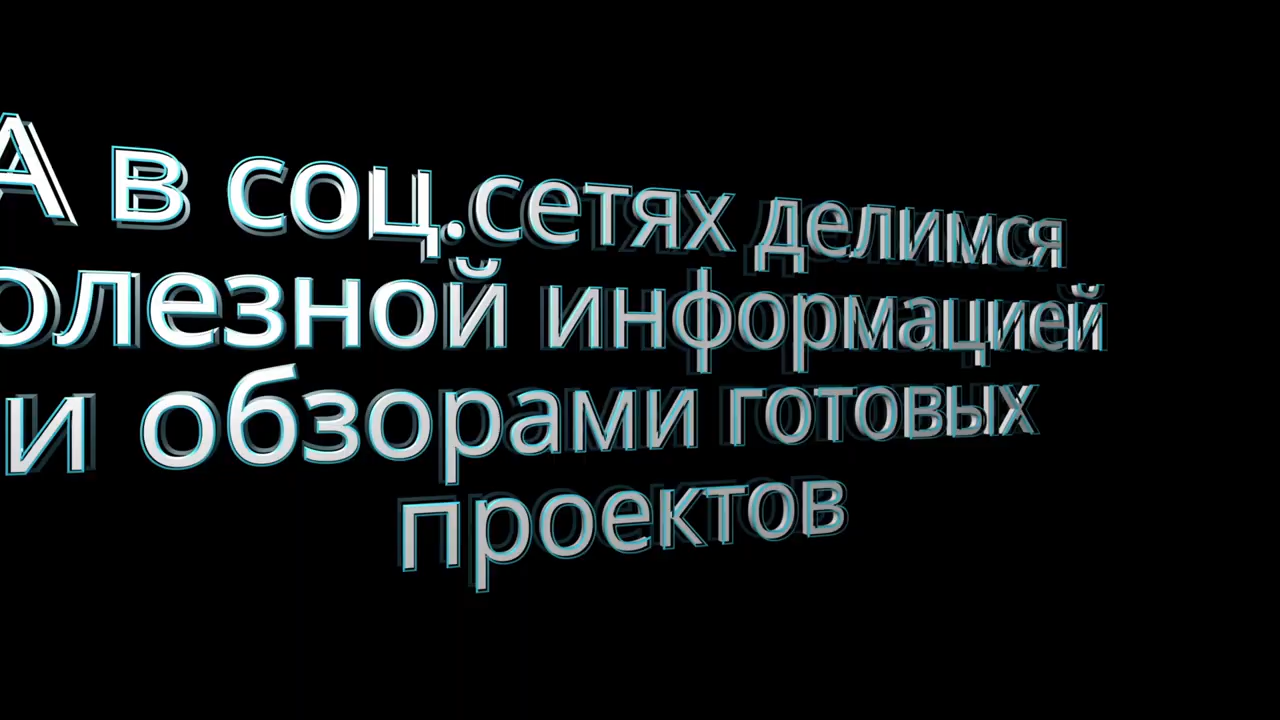 А в соц.сетях делимся
олезной информацией
и обзорами готовых
проектов